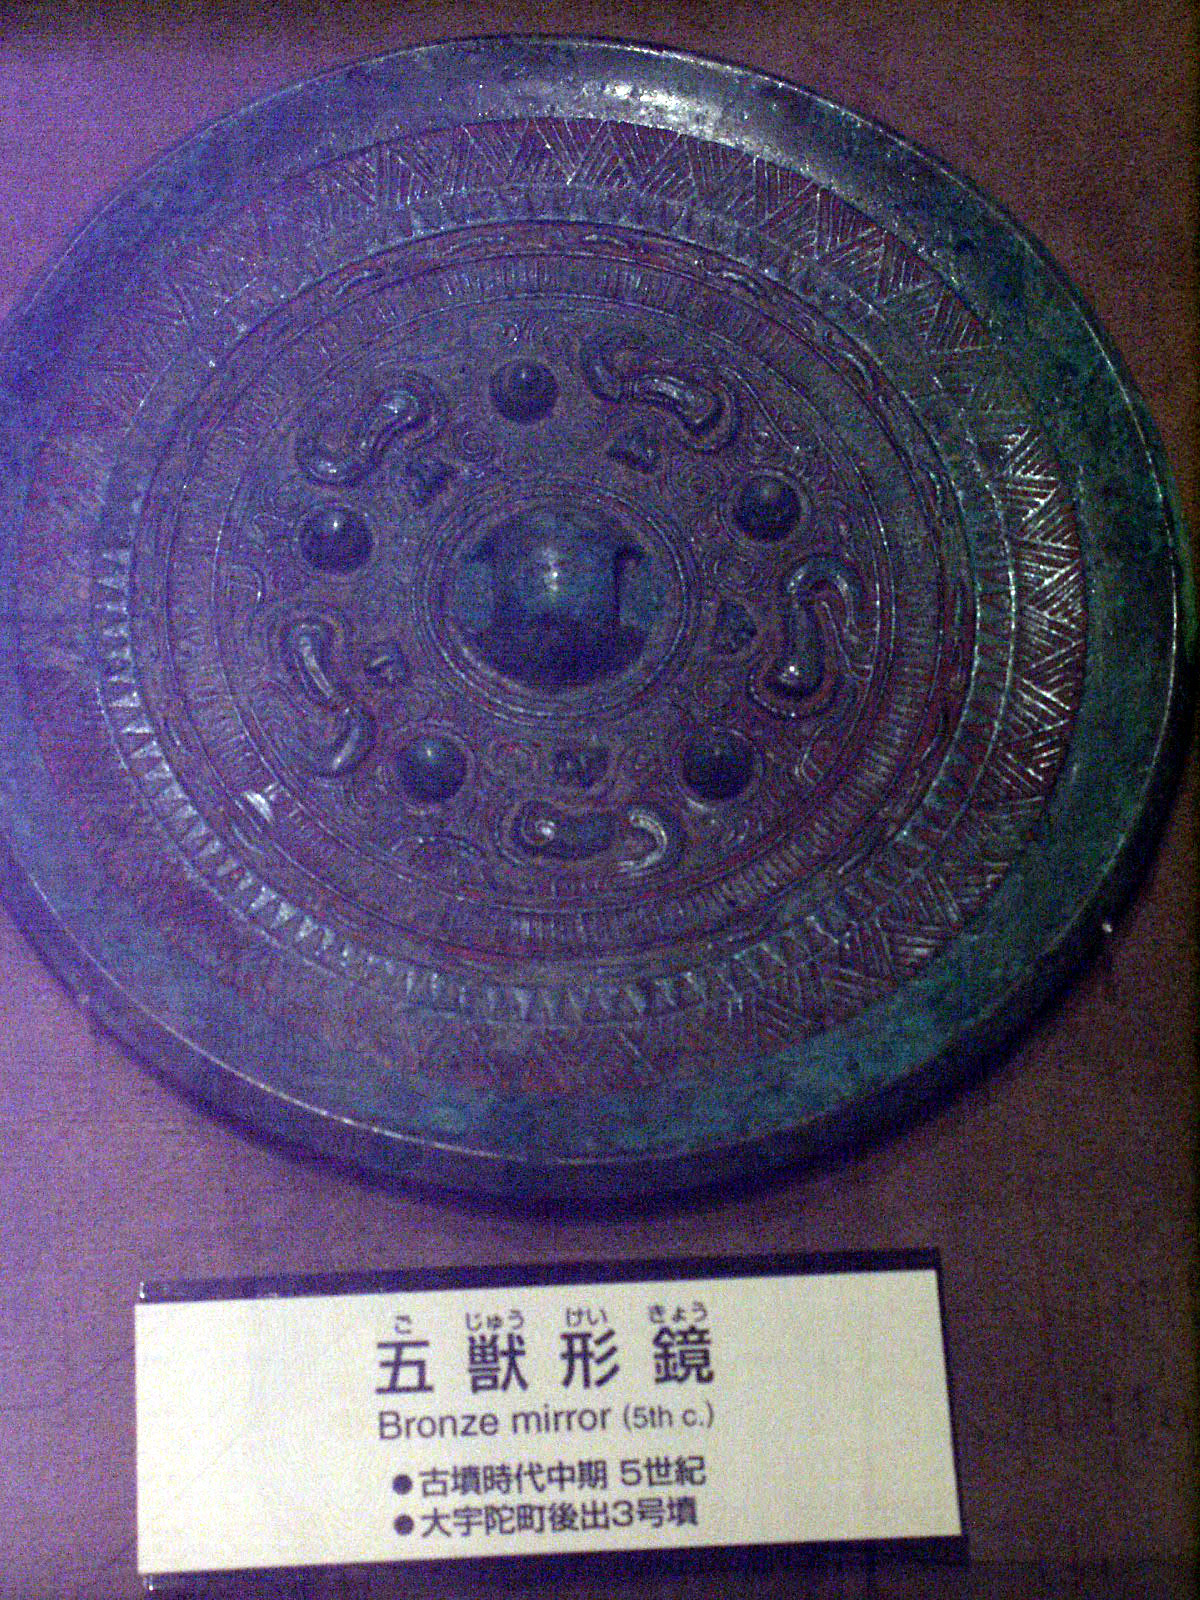 ご じゅう けい きょう
五獣形鏡
Bronze mirror (5th c.)
●古墳時代中期 5世紀
●大宇陀町後出3号墳